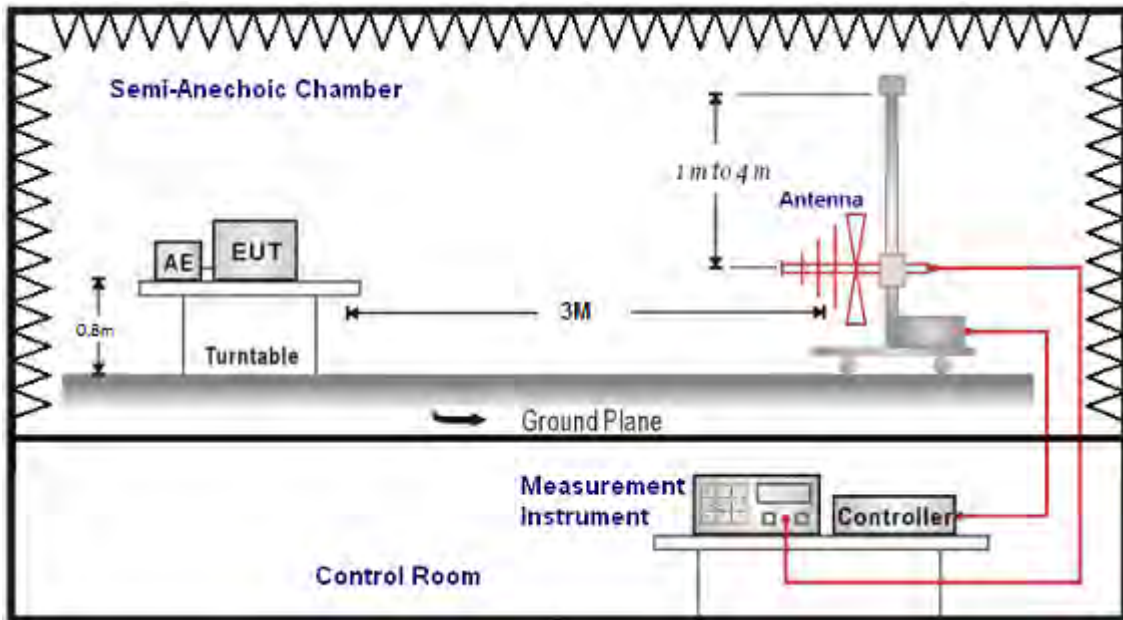 Semi-Anechoic Chamber
1 m to 4 m
Antenna
AE
EUT
3M
0.8m
Turntable
Ground Plane
Measurement
Instrument
Controller
Control Room